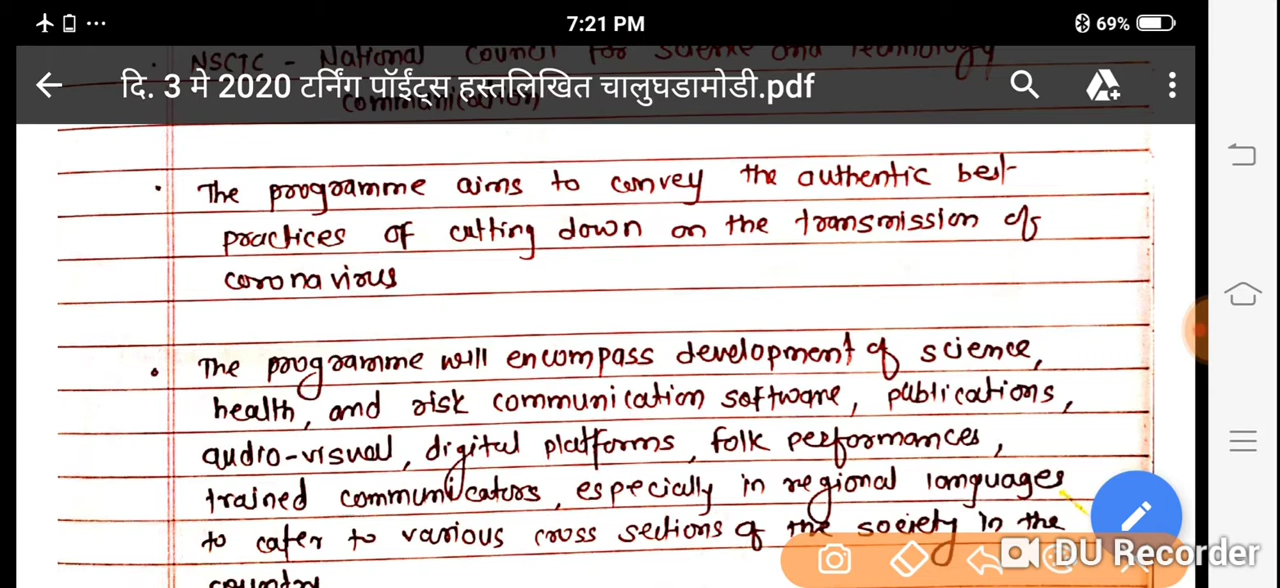 7:21 PM
69%
NSCTC - National Council for Science and Technology
दि. 3 मे 2020 टर्निंग पॉईंट्स हस्तलिखित चालुघडामोडी.pdf
Communication
• The programme aims to convey the authentic best
practices of cutting down on the transmission of
coronavirus
• The programme will encompass development of science,
health, and risk communication software, publications,
audio-visual, digital platforms, folk performances,
trained communicators, especially in regional languages
to cater to various cross sections of the society in the
country
DU Recorder